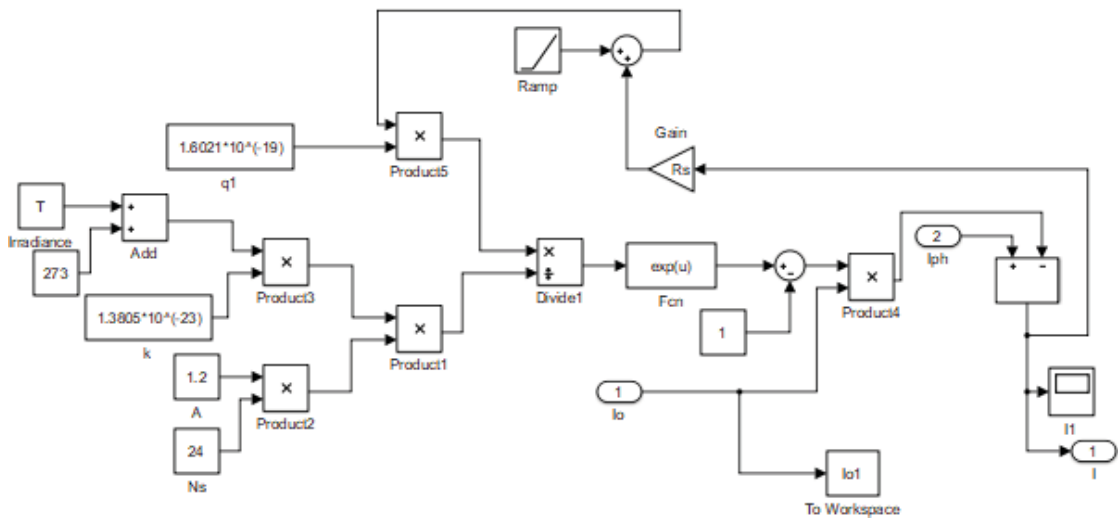 Ramp
Gain
Rs
1.6021*10^(-19)
q1
×
Product5
T
Irradiance
+
+
Add
273
×
Product3
1.3805*10^(-23)
k
×
Product1
1.2
A
×
Product2
24
Ns
×
÷
Divide1
exp(u)
Fcn
+
−
1
×
Product4
2
Iph
+
−
1
Io
Io1
To Workspace
I1
1
I
+
+